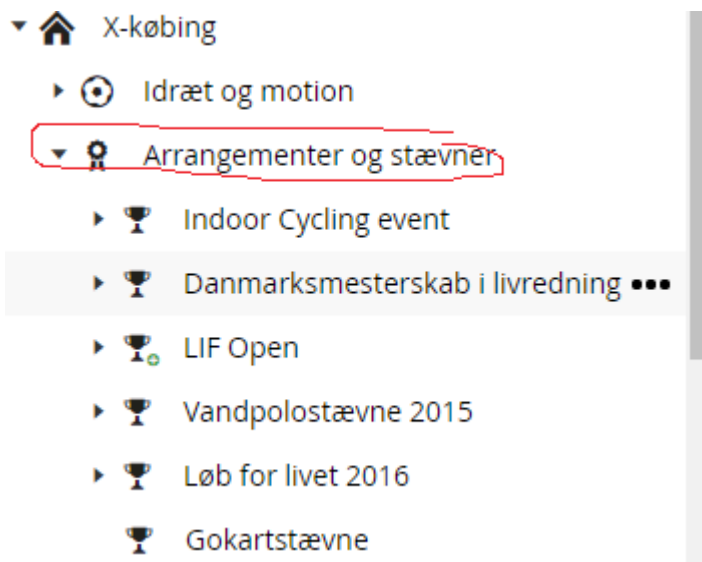 X-købing
Idræt og motion
Arrangementer og stævner
Indoor Cycling event
Danmarksmesterskab i livredning •••
LIF Open
Vandpolostævne 2015
Løb for livet 2016
Gokartstævne